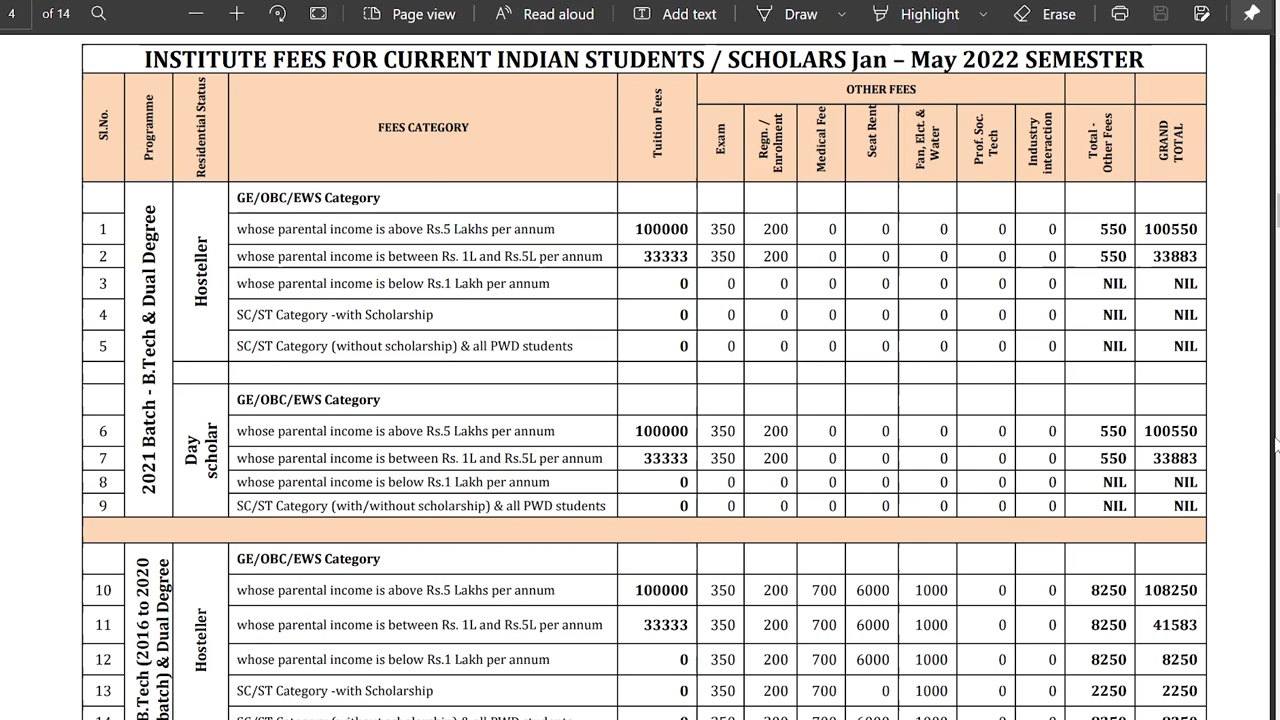 4 of 14 Page view Read aloud Add text Draw Highlight Erase
INSTITUTE FEES FOR CURRENT INDIAN STUDENTS / SCHOLARS Jan – May 2022 SEMESTER
Sl.No. Programme Residential Status FEES CATEGORY Tuition Fees OTHER FEES
Exam Regn. / Enrolment Medical Fee Seat Rent Fan, Elct. & Water Prof. Soc. Tech Industry interaction Total - Other Fees GRAND TOTAL
2021 Batch - B.Tech & Dual Degree
Hosteller
GE/OBC/EWS Category
1 whose parental income is above Rs.5 Lakhs per annum 100000 350 200 0 0 0 0 0 550 100550
2 whose parental income is between Rs. 1L and Rs.5L per annum 33333 350 200 0 0 0 0 0 550 33883
3 whose parental income is below Rs.1 Lakh per annum 0 0 0 0 0 0 0 0 NIL NIL
4 SC/ST Category -with Scholarship 0 0 0 0 0 0 0 0 NIL NIL
5 SC/ST Category (without scholarship) & all PWD students 0 0 0 0 0 0 0 0 NIL NIL
Day scholar
GE/OBC/EWS Category
6 whose parental income is above Rs.5 Lakhs per annum 100000 350 200 0 0 0 0 0 550 100550
7 whose parental income is between Rs. 1L and Rs.5L per annum 33333 350 200 0 0 0 0 0 550 33883
8 whose parental income is below Rs.1 Lakh per annum 0 0 0 0 0 0 0 0 NIL NIL
9 SC/ST Category (with/without scholarship) & all PWD students 0 0 0 0 0 0 0 0 NIL NIL
B.Tech (2016 to 2020 batch) & Dual Degree
Hosteller
GE/OBC/EWS Category
10 whose parental income is above Rs.5 Lakhs per annum 100000 350 200 700 6000 1000 0 0 8250 108250
11 whose parental income is between Rs. 1L and Rs.5L per annum 33333 350 200 700 6000 1000 0 0 8250 41583
12 whose parental income is below Rs.1 Lakh per annum 0 350 200 700 6000 1000 0 0 8250 8250
13 SC/ST Category -with Scholarship 0 350 200 700 0 1000 0 0 2250 2250